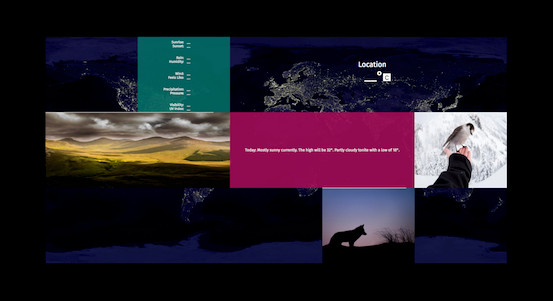 Sunrise
Sunset:
Rain:
Humidity:
Wind:
Feels Like:
Precipitation:
Pressure:
Visibility:
UV Index:
Location
° C
Today: Mostly sunny currently. The high will be 32°. Partly cloudy tonite with a low of 18°.